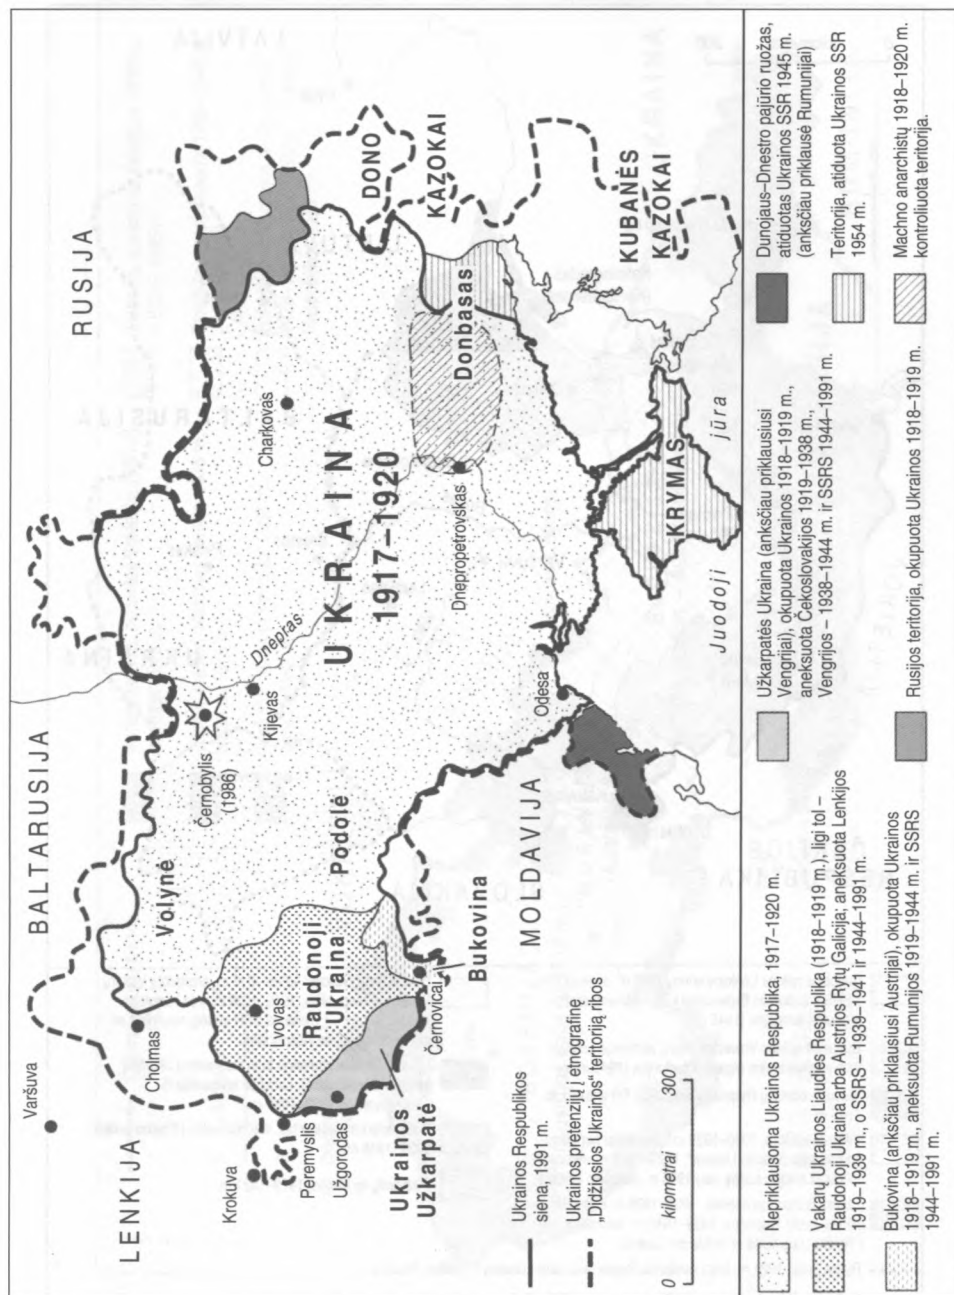 LENKIJA
BALTARUSIJA
RUSIJA
Varšuva
Cholmas
Krokuva
Peremyslis
Užgorodas
Lvovas
Raudonoji
Ukraina
Volynė
Podolė
Černobylis
(1986)
Kijevas
Dnepras
Charkovas
UKRAINA
1917–1920
Dnepropetrovskas
Donbasas
DONO
KAZOKAI
KUBANĖS
KAZOKAI
Ukrainos
Užkarpatė
Černovičai
Bukovina
MOLDAVIJA
Odesa
KRYMAS
Juodoji jūra
Ukrainos Respublikos
siena, 1991 m.
Ukrainos pretenzijų į etnografinę
„Didžiosios Ukrainos“ teritoriją ribos
0 kilometrai 300
Nepriklausoma Ukrainos Respublika, 1917–1920 m.
Vakarų Ukrainos Liaudies Respublika (1918–1919 m.), ligi tol –
Raudonoji Ukraina arba Austrijos Rytų Galicija; aneksuota Lenkijos
1919–1939 m., o SSRS – 1939–1941 ir 1944–1991 m.
Bukovina (anksčiau priklausiusi Austrijai), okupuota Ukrainos
1918–1919 m., aneksuota Rumunijos 1919–1944 m. ir SSRS
1944–1991 m.
Užkarpatės Ukraina (anksčiau priklausiusi
Vengrijai), okupuota Ukrainos 1918–1919 m.,
aneksuota Čekoslovakijos 1919–1938 m.,
Vengrijos – 1938–1944 m. ir SSRS 1944–1991 m.
Rusijos teritorija, okupuota Ukrainos 1918–1919 m.
Dunojaus–Dnestro pajūrio ruožas,
atiduotas Ukrainos SSR 1945 m.
(anksčiau priklausė Rumunijai)
Teritorija, atiduota Ukrainos SSR
1954 m.
Machno anarchistų 1918–1920 m.
kontroliuota teritorija.